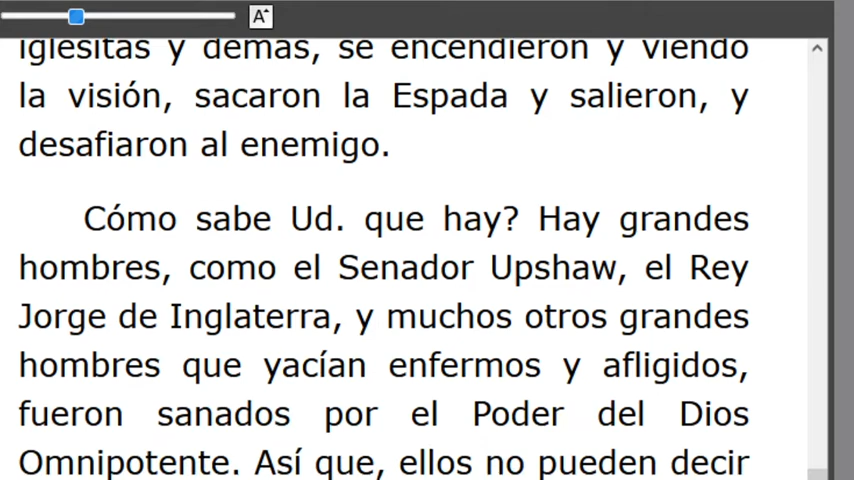 A
iglesitas y demás, se encendieron y viendo
la visión, sacaron la Espada y salieron, y
desafiaron al enemigo.
Cómo sabe Ud. que hay? Hay grandes
hombres, como el Senador Upshaw, el Rey
Jorge de Inglaterra, y muchos otros grandes
hombres que yacían enfermos y afligidos,
fueron sanados por el Poder del Dios
Omnipotente. Así que, ellos no pueden decir